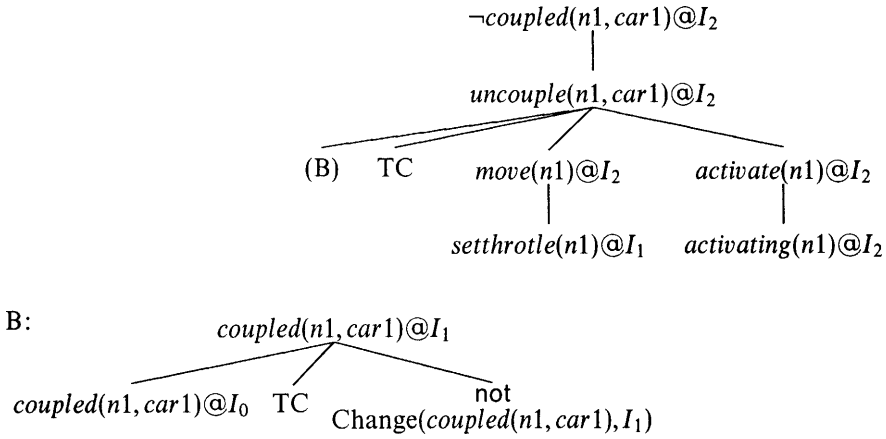 ¬coupled(n1, car1)@I₂
uncouple(n1, car1)@I₂
(B) TC move(n1)@I₂ activate(n1)@I₂
setthrotle(n1)@I₁ activating(n1)@I₂
B:
coupled(n1, car1)@I₁
coupled(n1, car1)@I₀ TC not
Change(coupled(n1, car1), I₁)